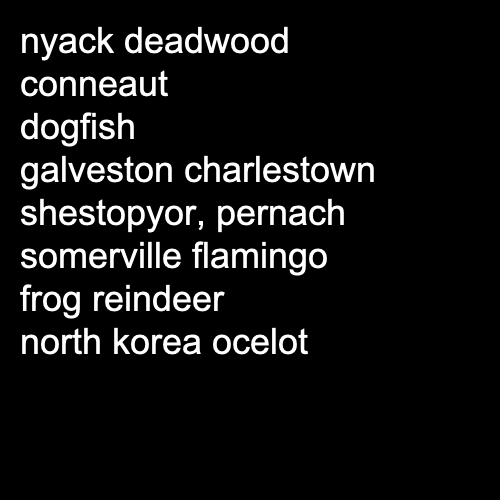 nyack deadwood
conneaut
dogfish
galveston charlestown
shestopyor, pernach
somerville flamingo
frog reindeer
north korea ocelot